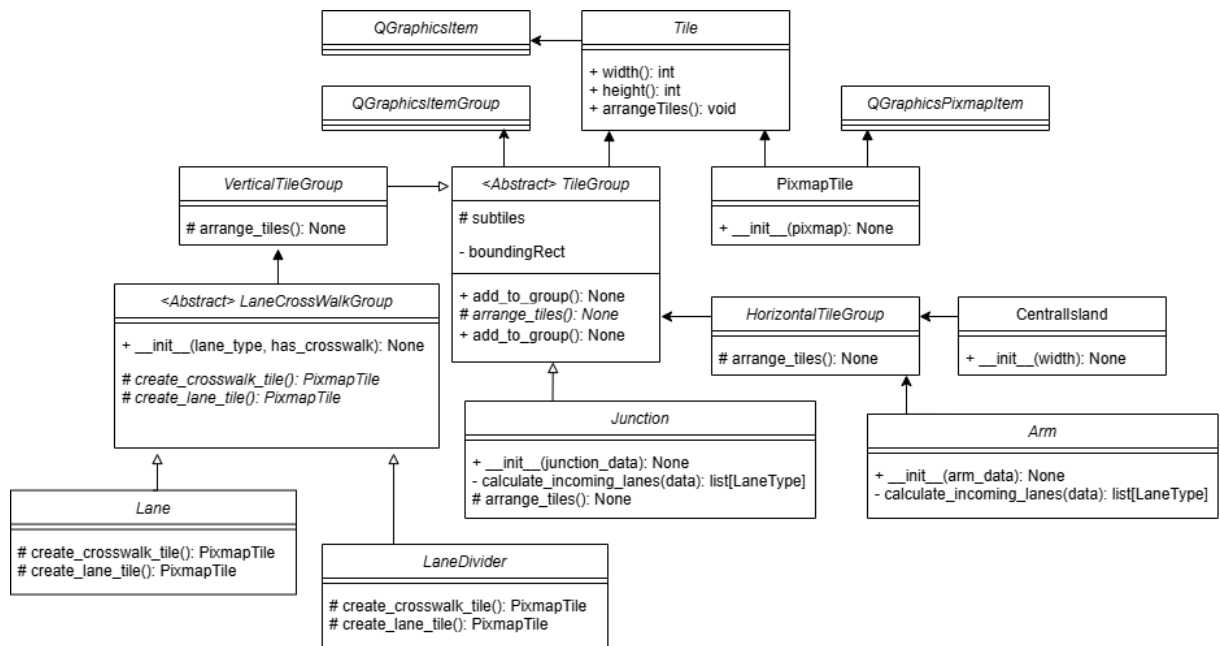 QGraphicsItem
Tile
+ width(): int
+ height(): int
+ arrangeTiles(): void
QGraphicsItemGroup
QGraphicsPixmapItem
VerticalTileGroup
# arrange_tiles(): None
<Abstract> TileGroup
# subtiles
- boundingRect
+ add_to_group(): None
# arrange_tiles(): None
+ add_to_group(): None
PixmapTile
+ __init__(pixmap): None
<Abstract> LaneCrossWalkGroup
+ __init__(lane_type, has_crosswalk): None
# create_crosswalk_tile(): PixmapTile
# create_lane_tile(): PixmapTile
HorizontalTileGroup
# arrange_tiles(): None
CentralIsland
+ __init__(width): None
Junction
+ __init__(junction_data): None
- calculate_incoming_lanes(data): list[LaneType]
# arrange_tiles(): None
Arm
+ __init__(arm_data): None
- calculate_incoming_lanes(data): list[LaneType]
Lane
# create_crosswalk_tile(): PixmapTile
# create_lane_tile(): PixmapTile
LaneDivider
# create_crosswalk_tile(): PixmapTile
# create_lane_tile(): PixmapTile